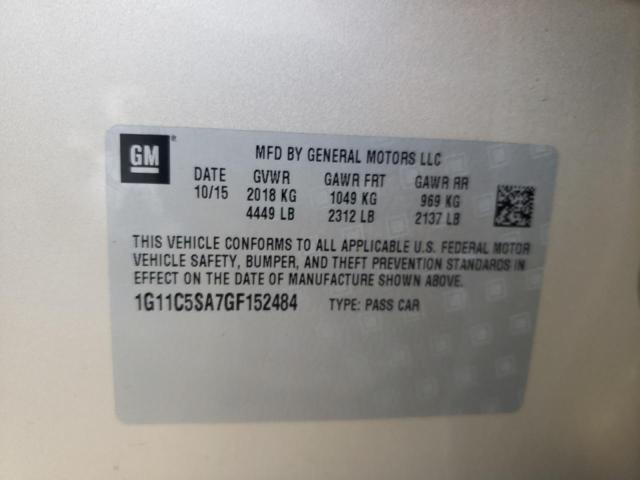 GM
MFD BY GENERAL MOTORS LLC
DATE GVWR GAWR FRT GAWR RR
10/15 2018 KG 1049 KG 969 KG
4449 LB 2312 LB 2137 LB
THIS VEHICLE CONFORMS TO ALL APPLICABLE U.S. FEDERAL MOTOR
VEHICLE SAFETY, BUMPER, AND THEFT PREVENTION STANDARDS IN
EFFECT ON THE DATE OF MANUFACTURE SHOWN ABOVE.
1G11C5SA7GF152484 TYPE: PASS CAR